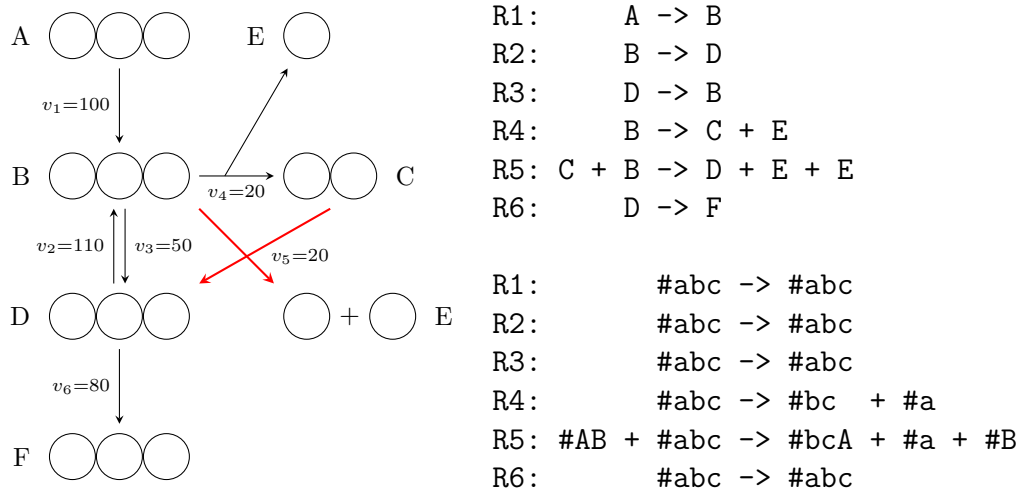 A
E
v1=100
B
v4=20
C
v2=110
v3=50
v5=20
D
+
E
v6=80
F
R1: A -> B
R2: B -> D
R3: D -> B
R4: B -> C + E
R5: C + B -> D + E + E
R6: D -> F
R1: #abc -> #abc
R2: #abc -> #abc
R3: #abc -> #abc
R4: #abc -> #bc + #a
R5: #AB + #abc -> #bcA + #a + #B
R6: #abc -> #abc